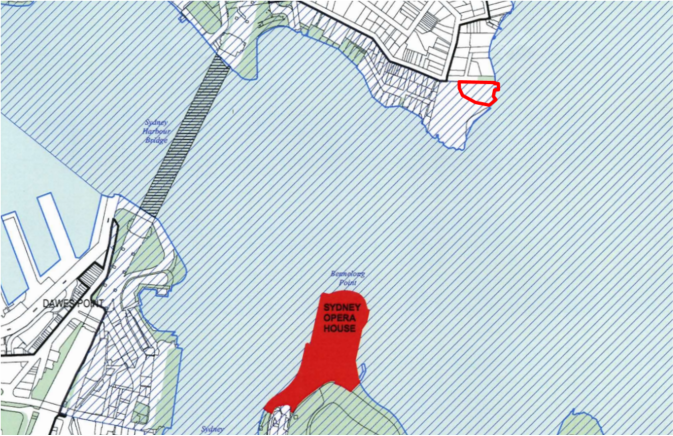 Sydney
Harbour
Bridge
Bennelong
Point
SYDNEY
OPERA
HOUSE
DAWES POINT
Sydney